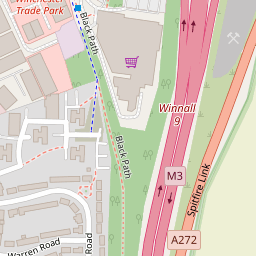 Winchester
Trade Park
Black Path
Winnall
9
Black Path
M3
Spitfire Link
A272
Warren Road
Road